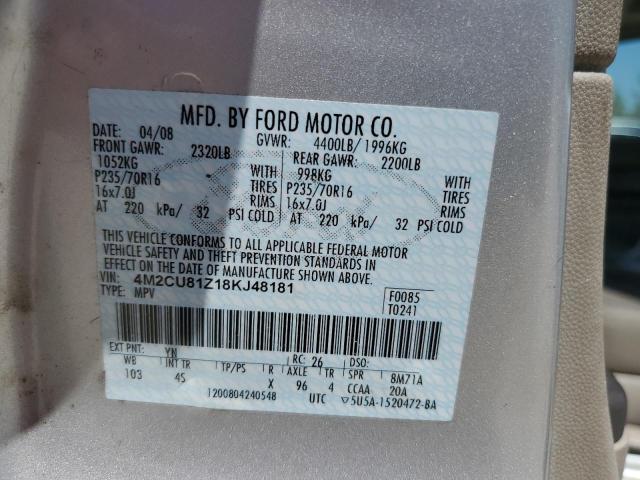 MFD. BY FORD MOTOR CO.
DATE: 04/08 GVWR: 4400LB/ 1996KG
FRONT GAWR: 2320LB REAR GAWR: 2200LB
1052KG WITH 998KG WITH
P235/70R16 TIRES P235/70R16 TIRES
16x7.0J RIMS 16x7.0J RIMS
AT 220 kPa/ 32 PSI COLD AT 220 kPa/ 32 PSI COLD
THIS VEHICLE CONFORMS TO ALL APPLICABLE FEDERAL MOTOR
VEHICLE SAFETY AND THEFT PREVENTION STANDARDS IN
EFFECT ON THE DATE OF MANUFACTURE SHOWN ABOVE.
VIN: 4M2CU81Z18KJ48181 F0085
TYPE: MPV T0241
EXT PNT: YN RC: 26 DSO:
WB INT TR TP/PS R AXLE TR SPR 8M71A
103 45 X 96 4 CCAA 20A
1200804240548 UTC ▽5U5A-1520472-BA